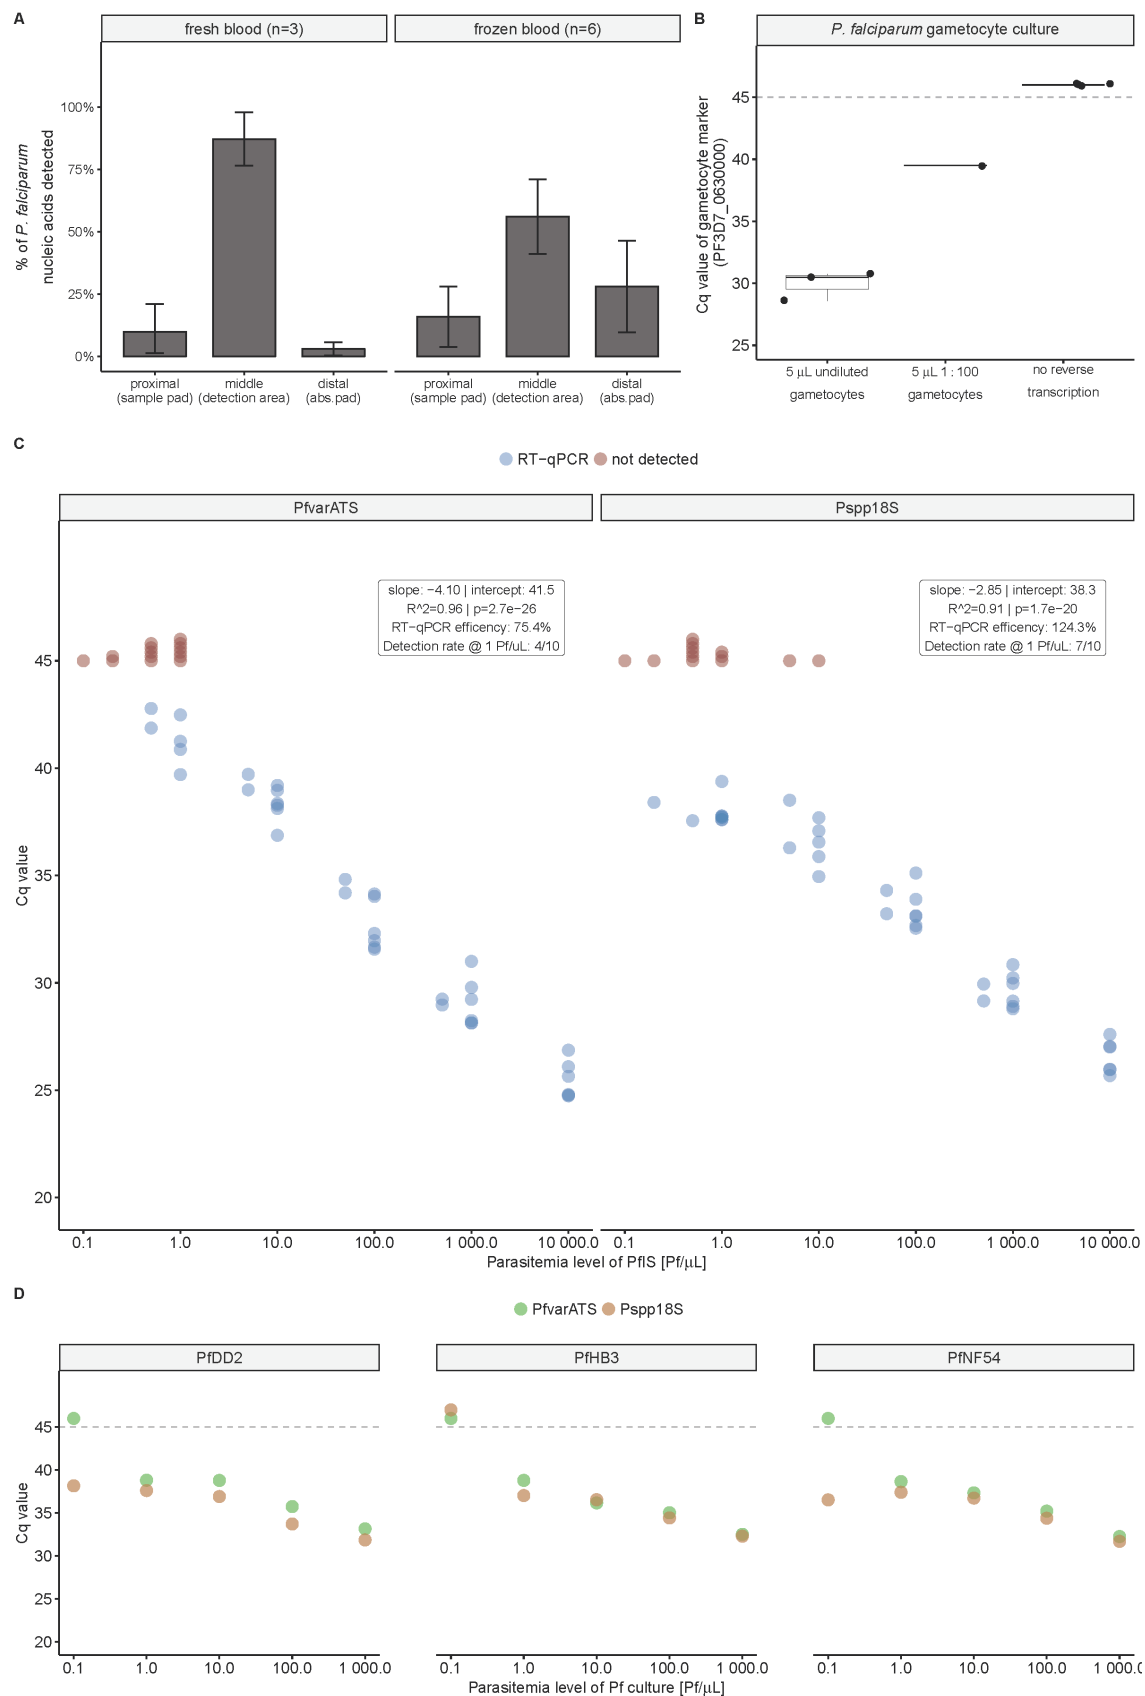 A
fresh blood (n=3)
frozen blood (n=6)
% of P. falciparum
nucleic acids detected
100%
75%
50%
25%
0%
proximal
(sample pad)
middle
(detection area)
distal
(abs.pad)
proximal
(sample pad)
middle
(detection area)
distal
(abs.pad)
B
P. falciparum gametocyte culture
Cq value of gametocyte marker
(PF3D7_0630000)
45
40
35
30
25
5 μL undiluted
gametocytes
5 μL 1 : 100
gametocytes
no reverse
transcription
C
RT−qPCR not detected
PfvarATS
Pspp18S
slope: −4.10 | intercept: 41.5
R^2=0.96 | p=2.7e−26
RT−qPCR efficency: 75.4%
Detection rate @ 1 Pf/uL: 4/10
slope: −2.85 | intercept: 38.3
R^2=0.91 | p=1.7e−20
RT−qPCR efficency: 124.3%
Detection rate @ 1 Pf/uL: 7/10
Cq value
45
40
35
30
25
20
0.1 1.0 10.0 100.0 1 000.0 10 000.0
0.1 1.0 10.0 100.0 1 000.0 10 000.0
Parasitemia level of PfIS [Pf/μL]
D
PfvarATS Pspp18S
PfDD2
PfHB3
PfNF54
Cq value
45
40
35
30
25
20
0.1 1.0 10.0 100.0 1 000.0
0.1 1.0 10.0 100.0 1 000.0
0.1 1.0 10.0 100.0 1 000.0
Parasitemia level of Pf culture [Pf/μL]